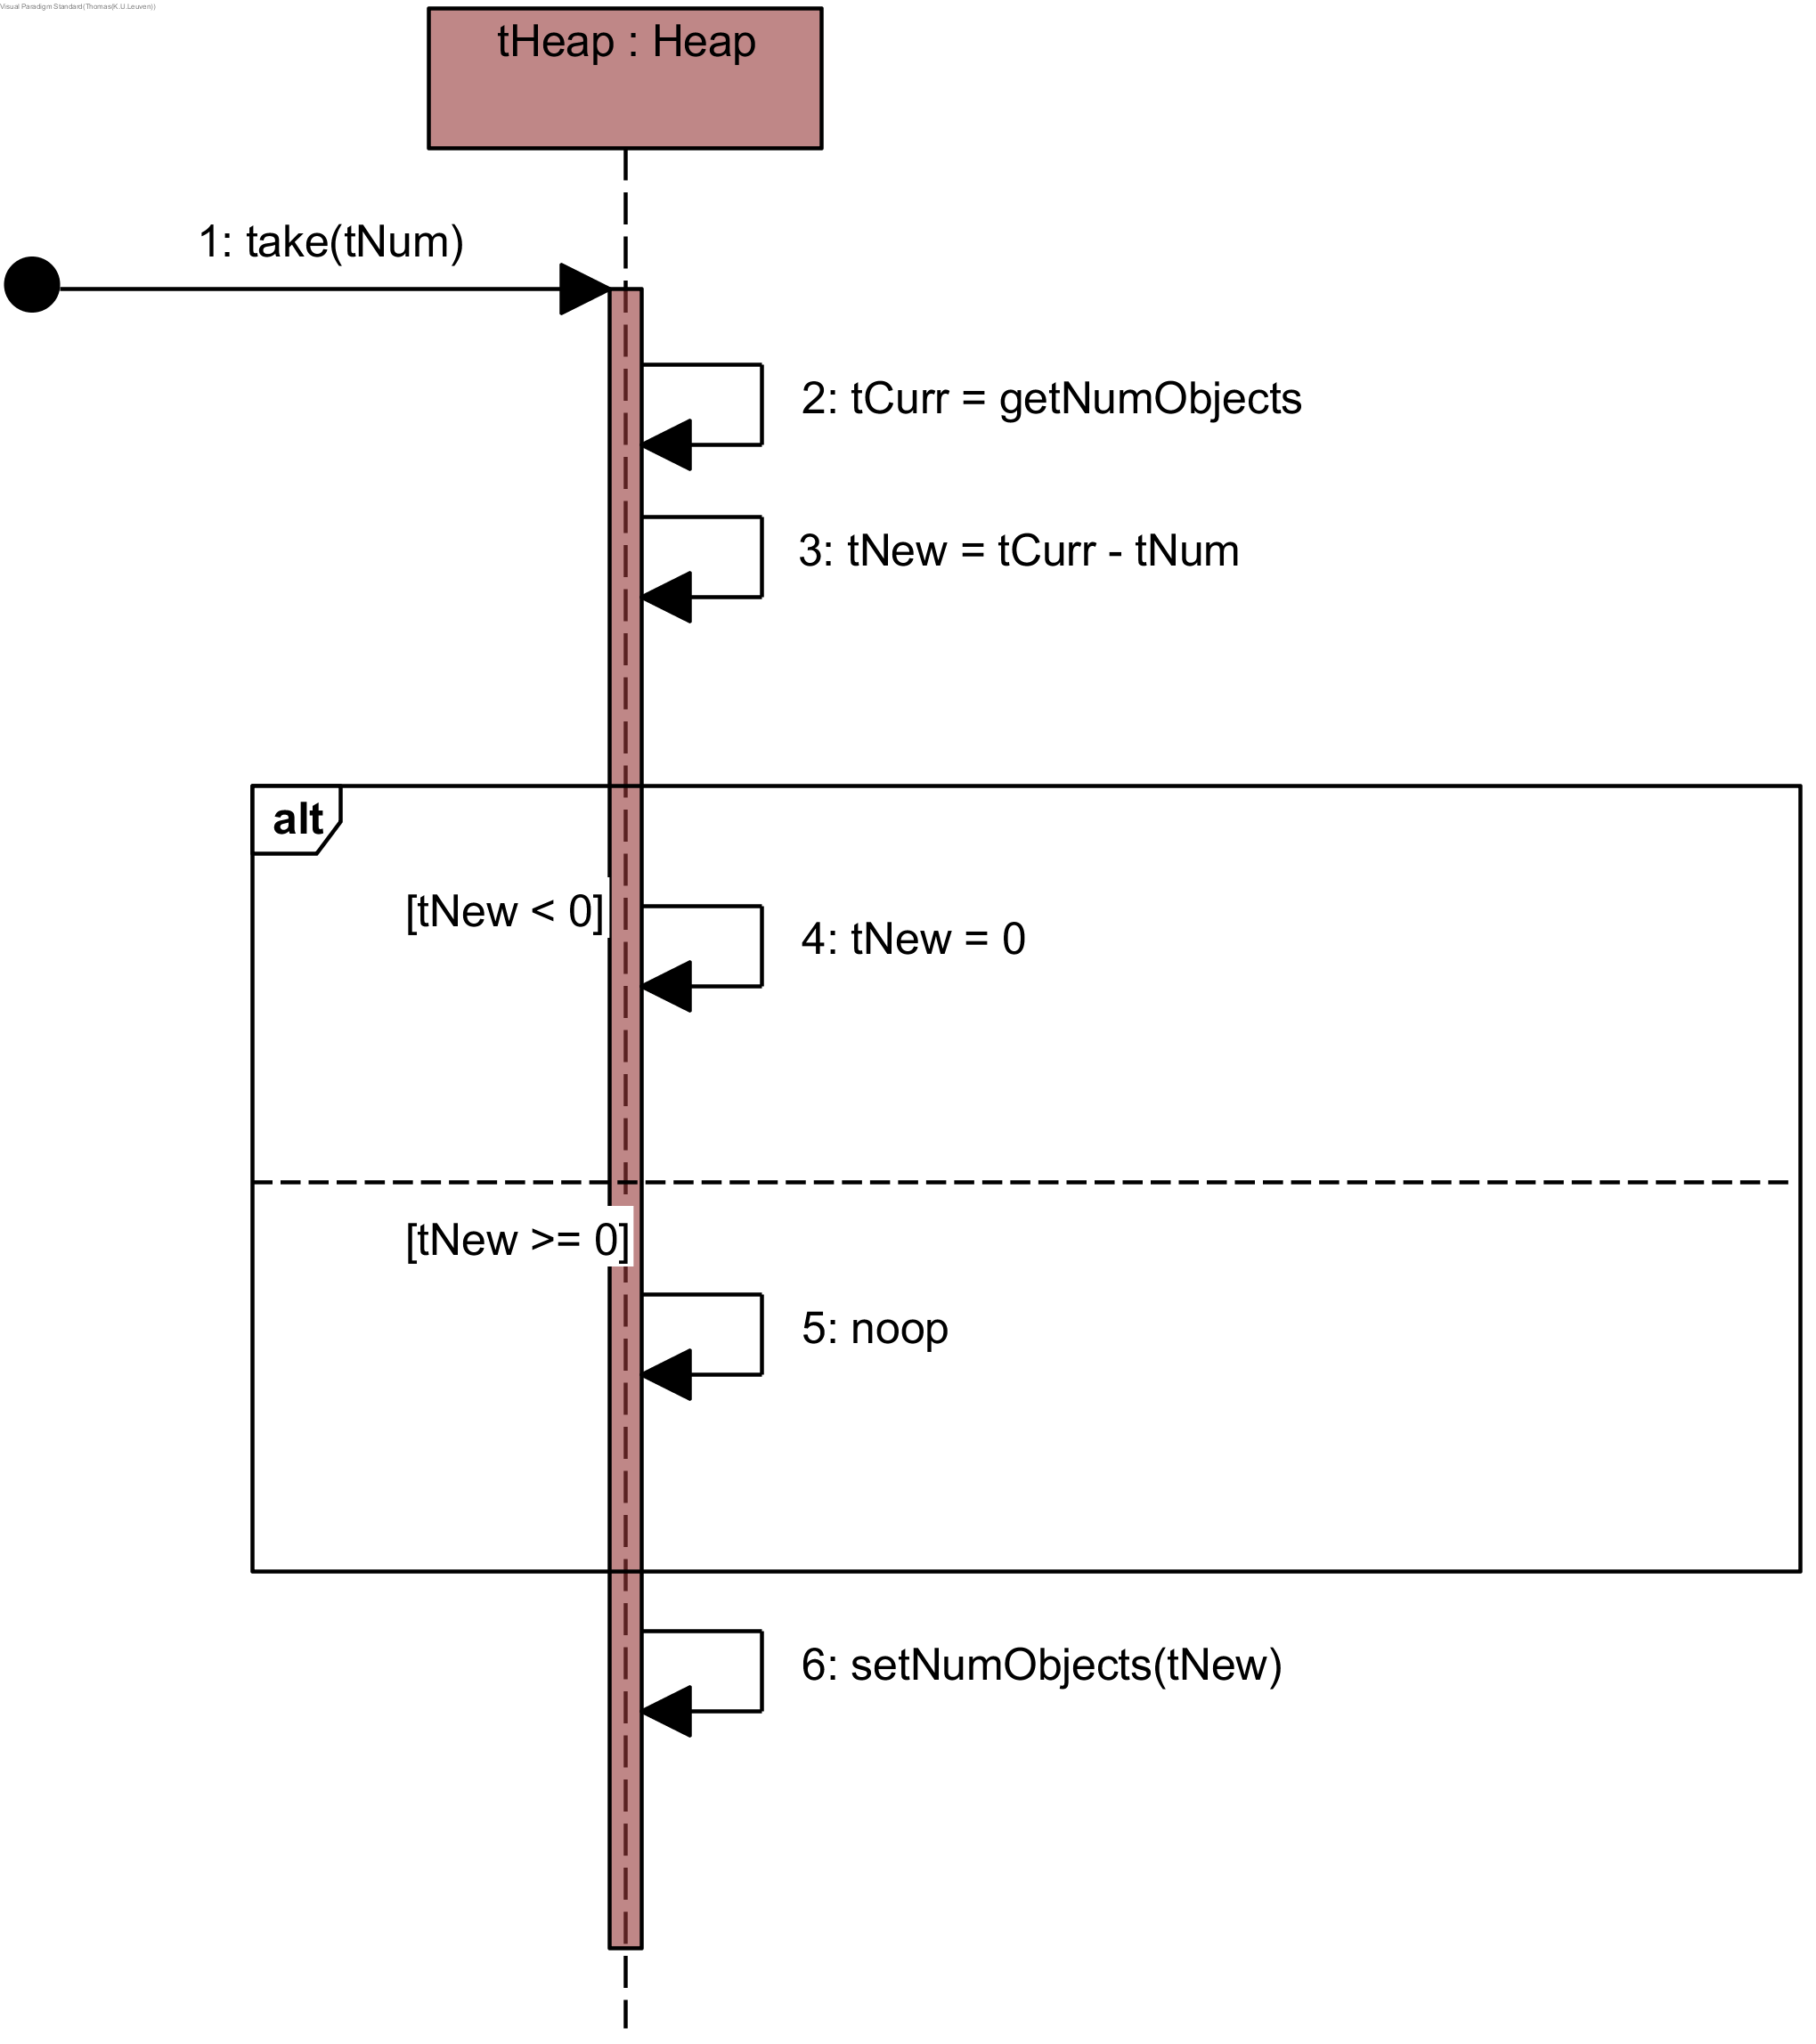 Visual Paradigm Standard(Thomas(K.U.Leuven))
tHeap : Heap
1: take(tNum)
2: tCurr = getNumObjects
3: tNew = tCurr - tNum
alt
[tNew < 0]
4: tNew = 0
[tNew >= 0]
5: noop
6: setNumObjects(tNew)